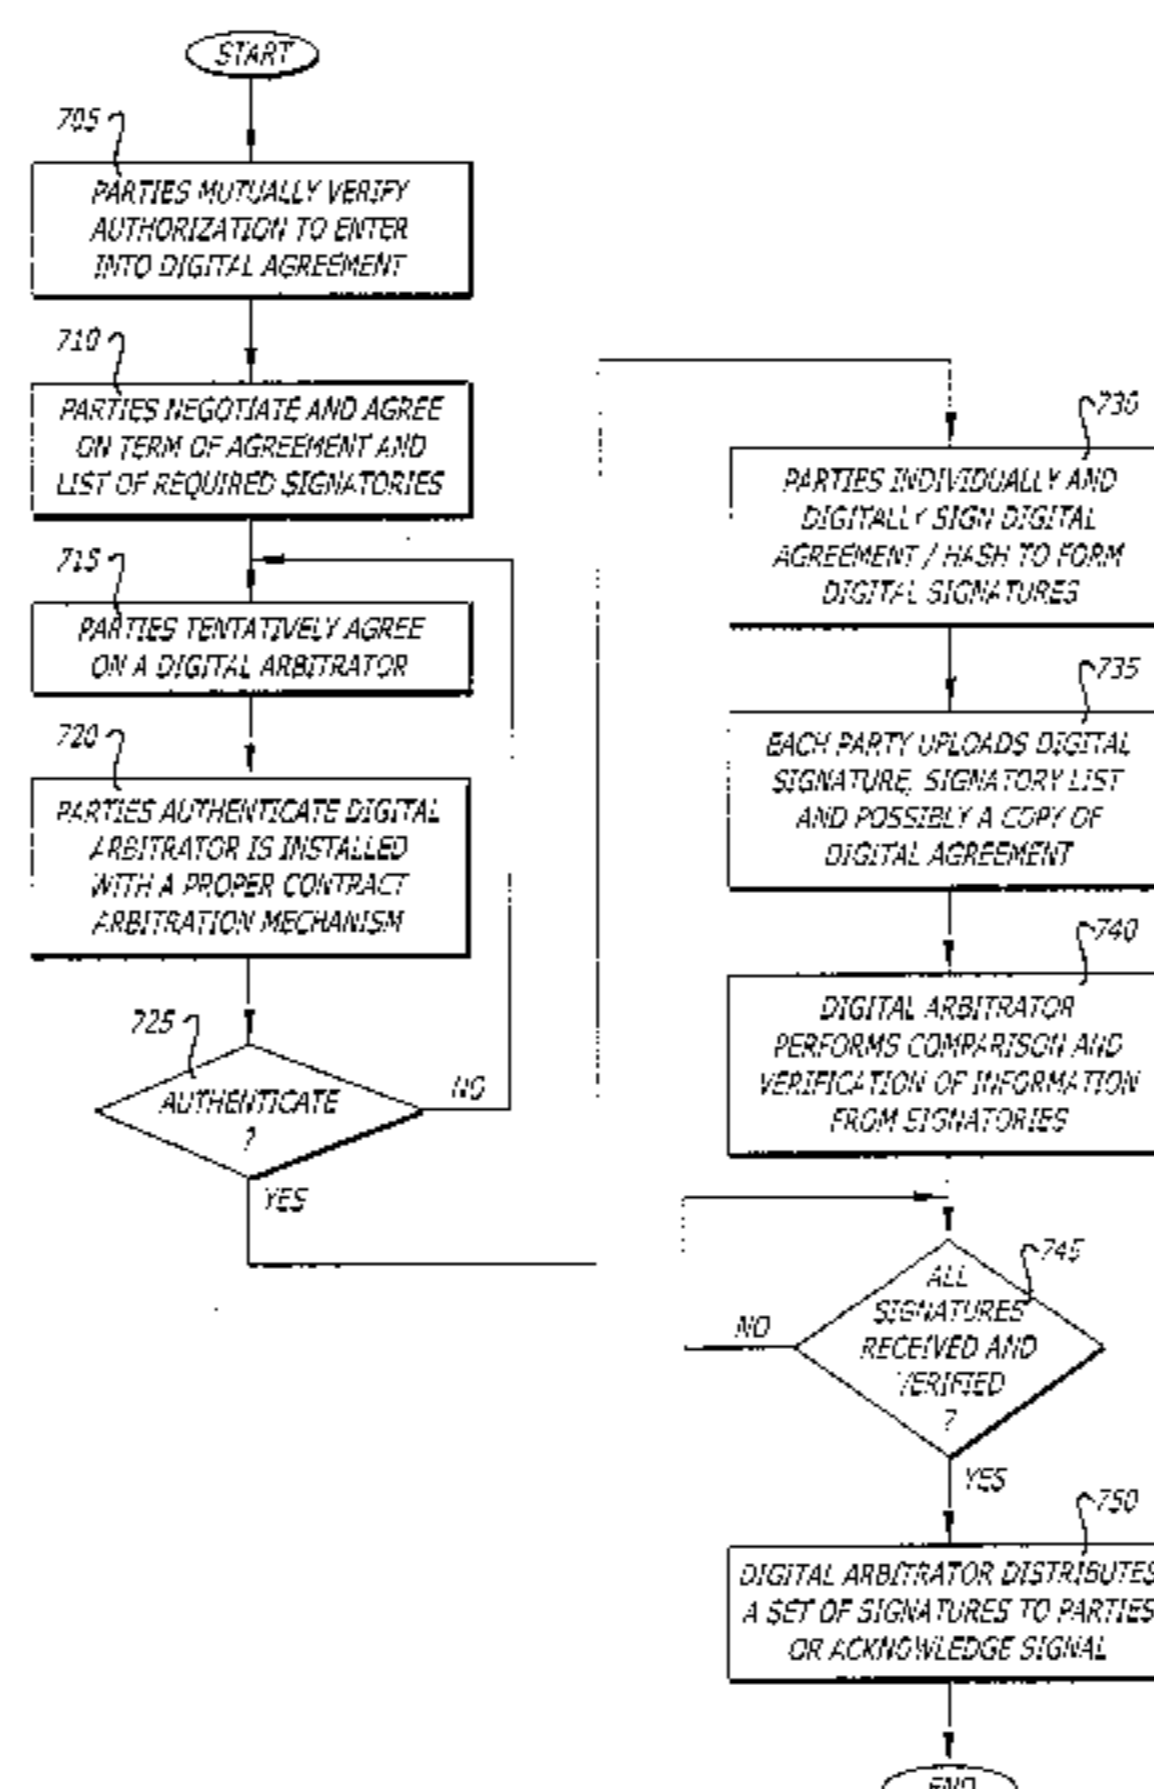 START
705
PARTIES MUTUALLY VERIFY
AUTHORIZATION TO ENTER
INTO DIGITAL AGREEMENT
710
PARTIES NEGOTIATE AND AGREE
ON TERM OF AGREEMENT AND
LIST OF REQUIRED SIGNATORIES
715
PARTIES TENTATIVELY AGREE
ON A DIGITAL ARBITRATOR
720
PARTIES AUTHENTICATE DIGITAL
ARBITRATOR IS INSTALLED
WITH A PROPER CONTRACT
ARBITRATION MECHANISM
725
AUTHENTICATE
?
NO
YES
730
PARTIES INDIVIDUALLY AND
DIGITALLY SIGN DIGITAL
AGREEMENT / HASH TO FORM
DIGITAL SIGNATURES
735
EACH PARTY UPLOADS DIGITAL
SIGNATURE, SIGNATORY LIST
AND POSSIBLY A COPY OF
DIGITAL AGREEMENT
740
DIGITAL ARBITRATOR
PERFORMS COMPARISON AND
VERIFICATION OF INFORMATION
FROM SIGNATORIES
745
ALL
SIGNATURES
RECEIVED AND
VERIFIED
?
NO
YES
750
DIGITAL ARBITRATOR DISTRIBUTES
A SET OF SIGNATURES TO PARTIES
OR ACKNOWLEDGE SIGNAL
END